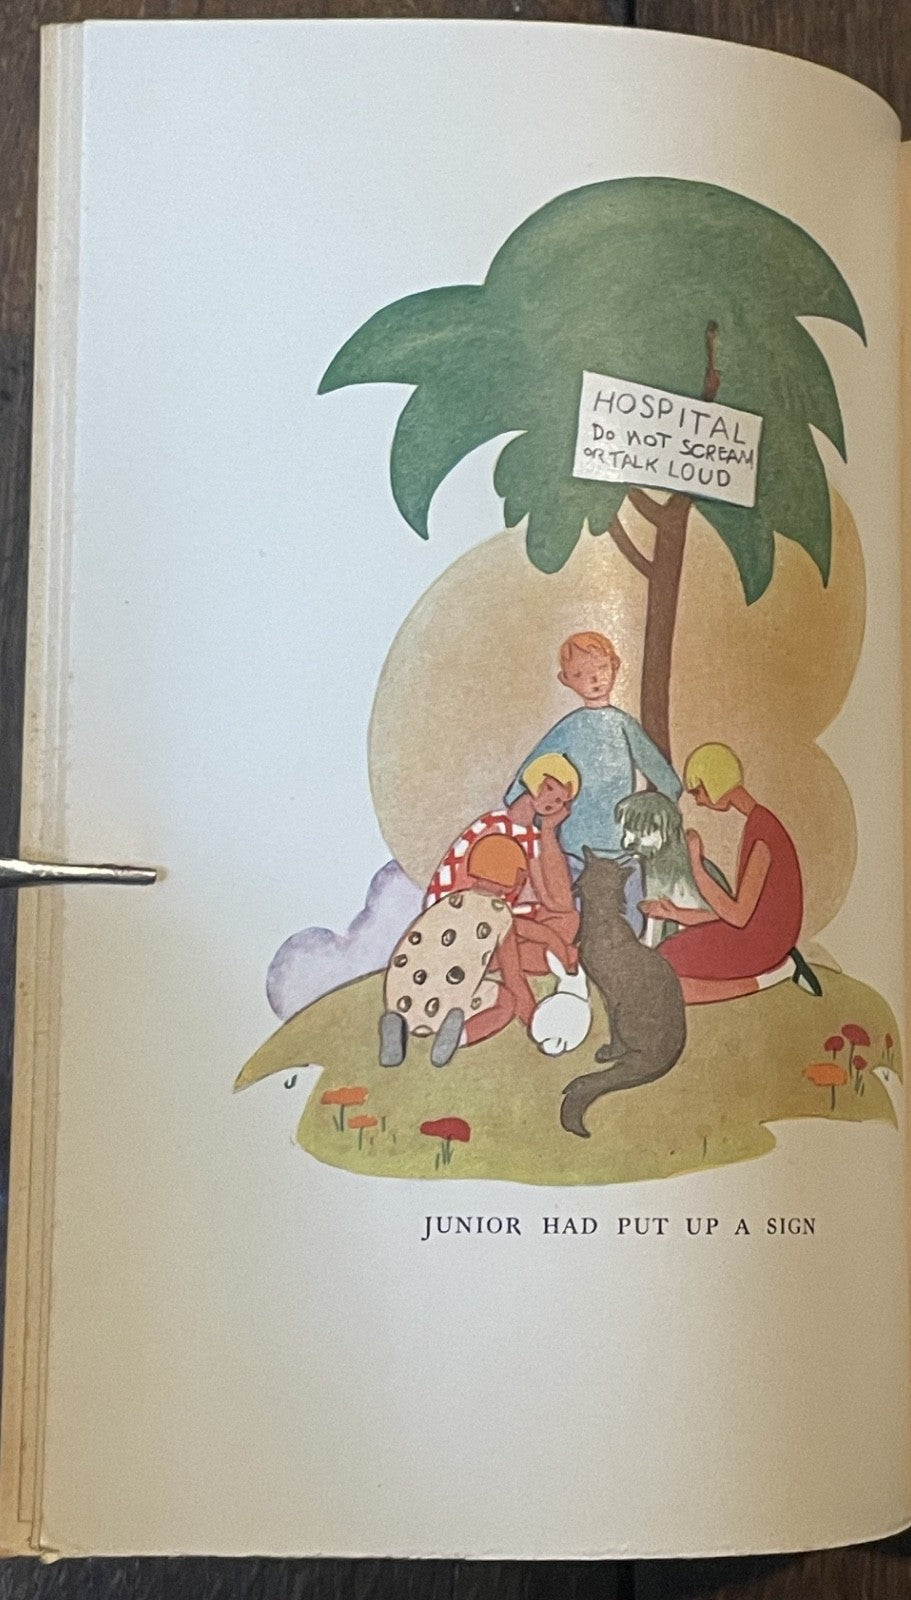 HOSPITAL
Do NOT SCREAM
OR TALK LOUD
JUNIOR HAD PUT UP A SIGN